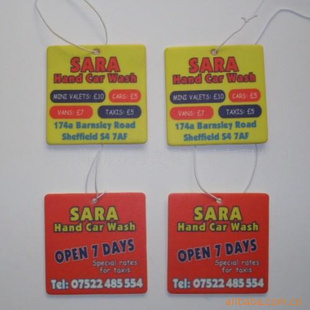 SARA
Hand Car Wash
MINI VALETS: £10 CARS: £5
VANS: £7 TAXIS: £5
174a Barnsley Road
Sheffield S4 7AF
SARA
Hand Car Wash
MINI VALETS: £10 CARS: £5
VANS: £7 TAXIS: £5
174a Barnsley Road
Sheffield S4 7AF
SARA
Hand Car Wash
OPEN 7 DAYS
Special rates
for taxis
Tel: 07522 485 554
SARA
Hand Car Wash
OPEN 7 DAYS
Special rates
for taxis
Tel: 07522 485 554